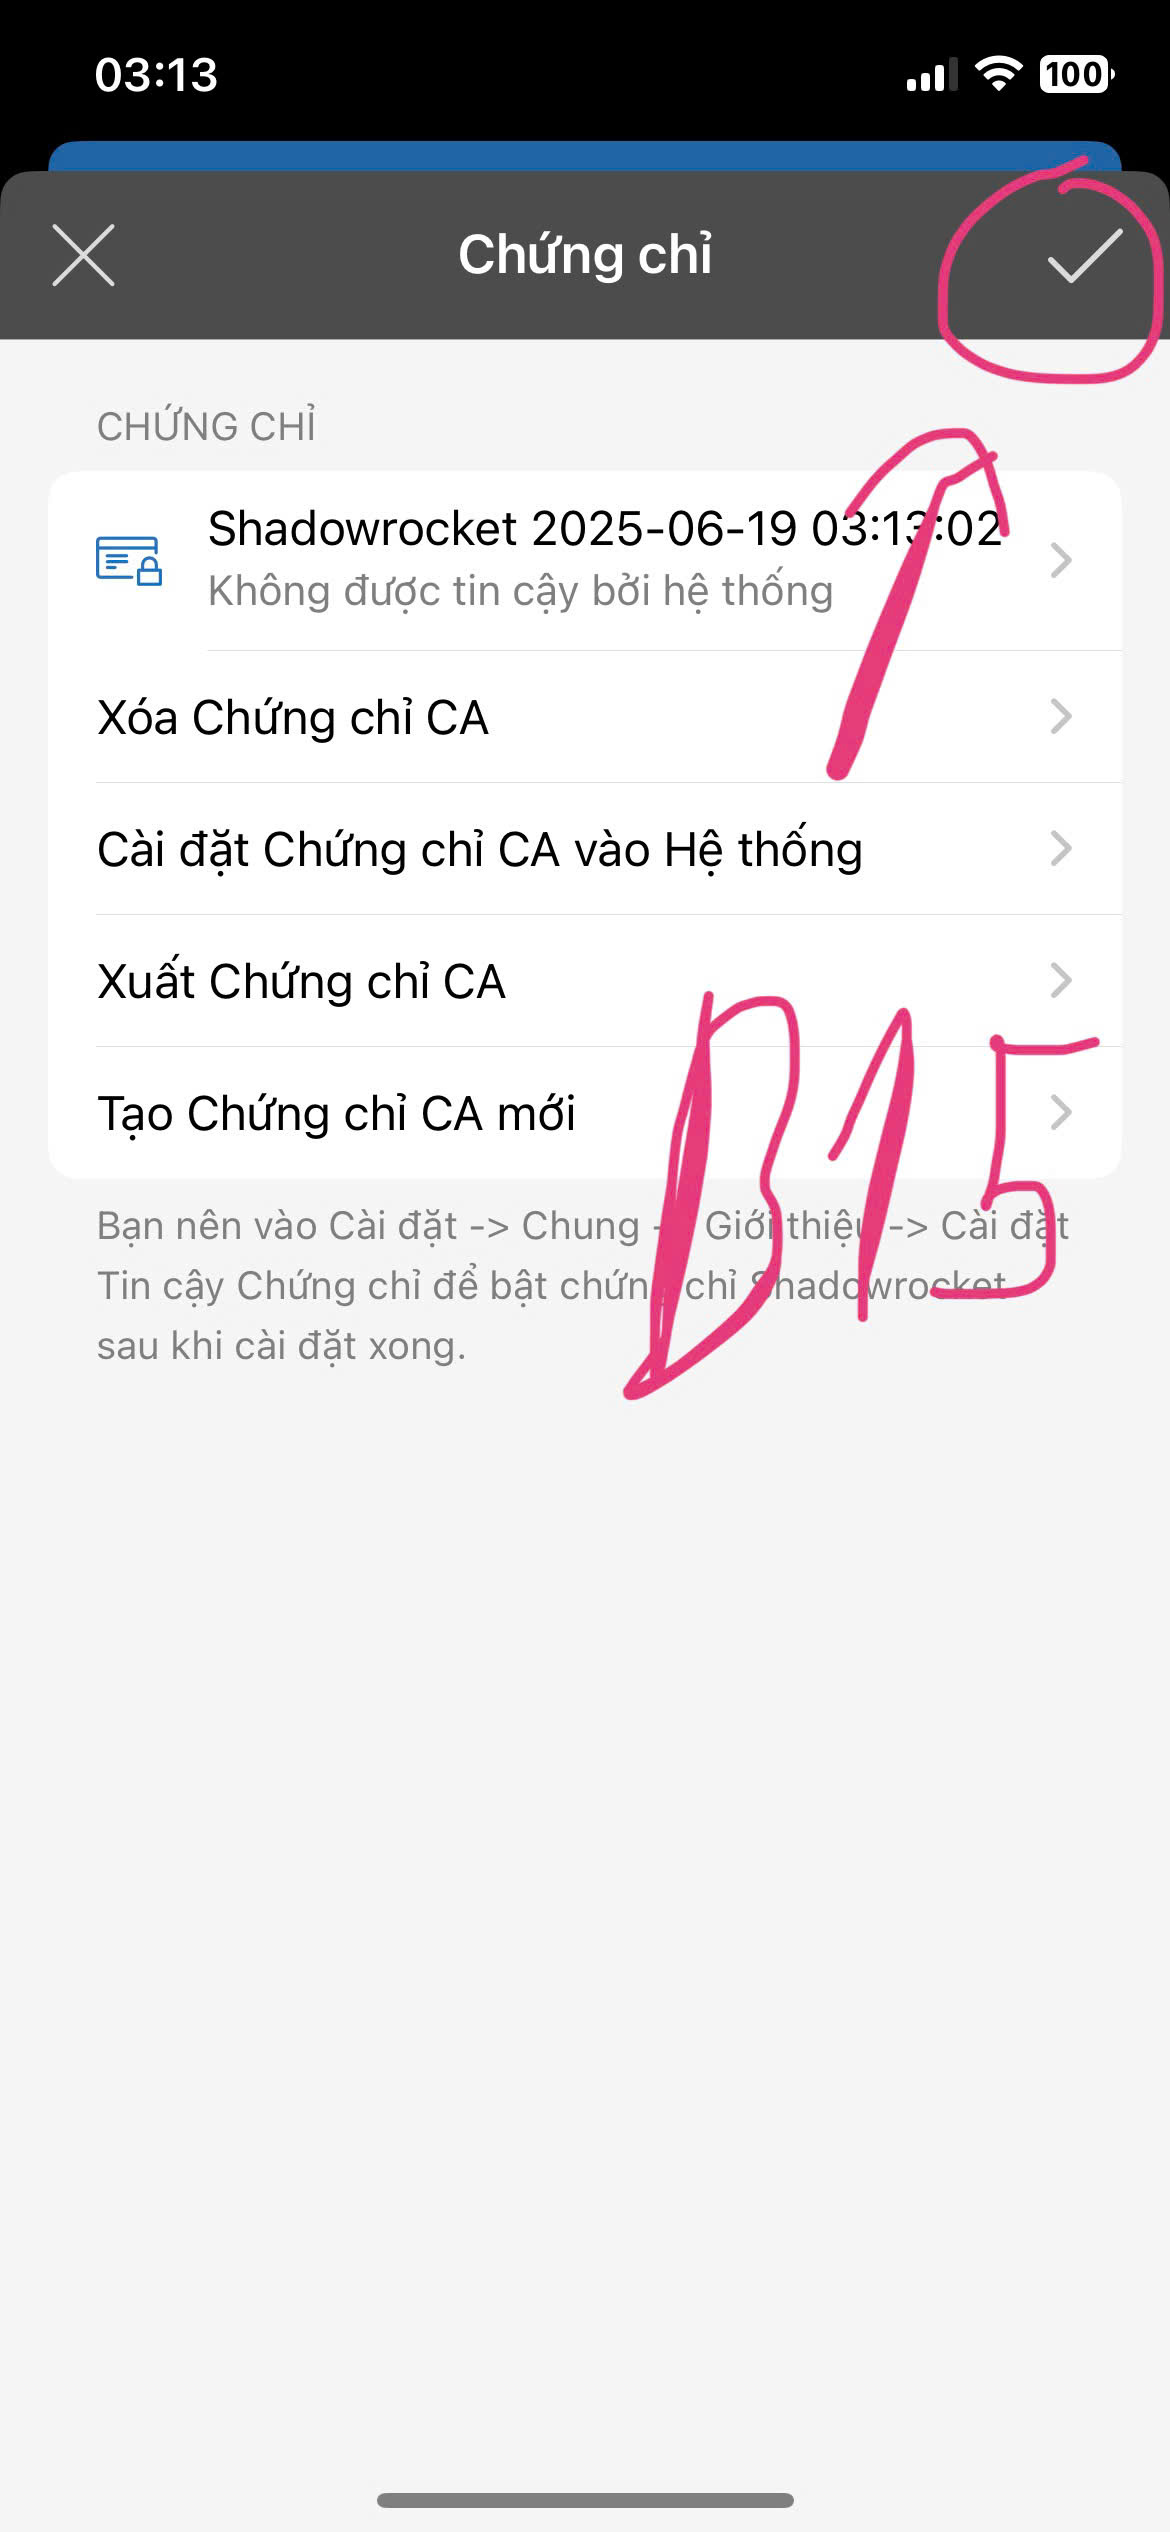 03:13
100
Chứng chỉ
CHỨNG CHỈ
Shadowrocket 2025-06-19 03:13:02
Không được tin cậy bởi hệ thống
Xóa Chứng chỉ CA
Cài đặt Chứng chỉ CA vào Hệ thống
Xuất Chứng chỉ CA
Tạo Chứng chỉ CA mới
B15
Bạn nên vào Cài đặt -> Chung -> Giới thiệu -> Cài đặt
Tin cậy Chứng chỉ để bật chứng chỉ Shadowrocket
sau khi cài đặt xong.